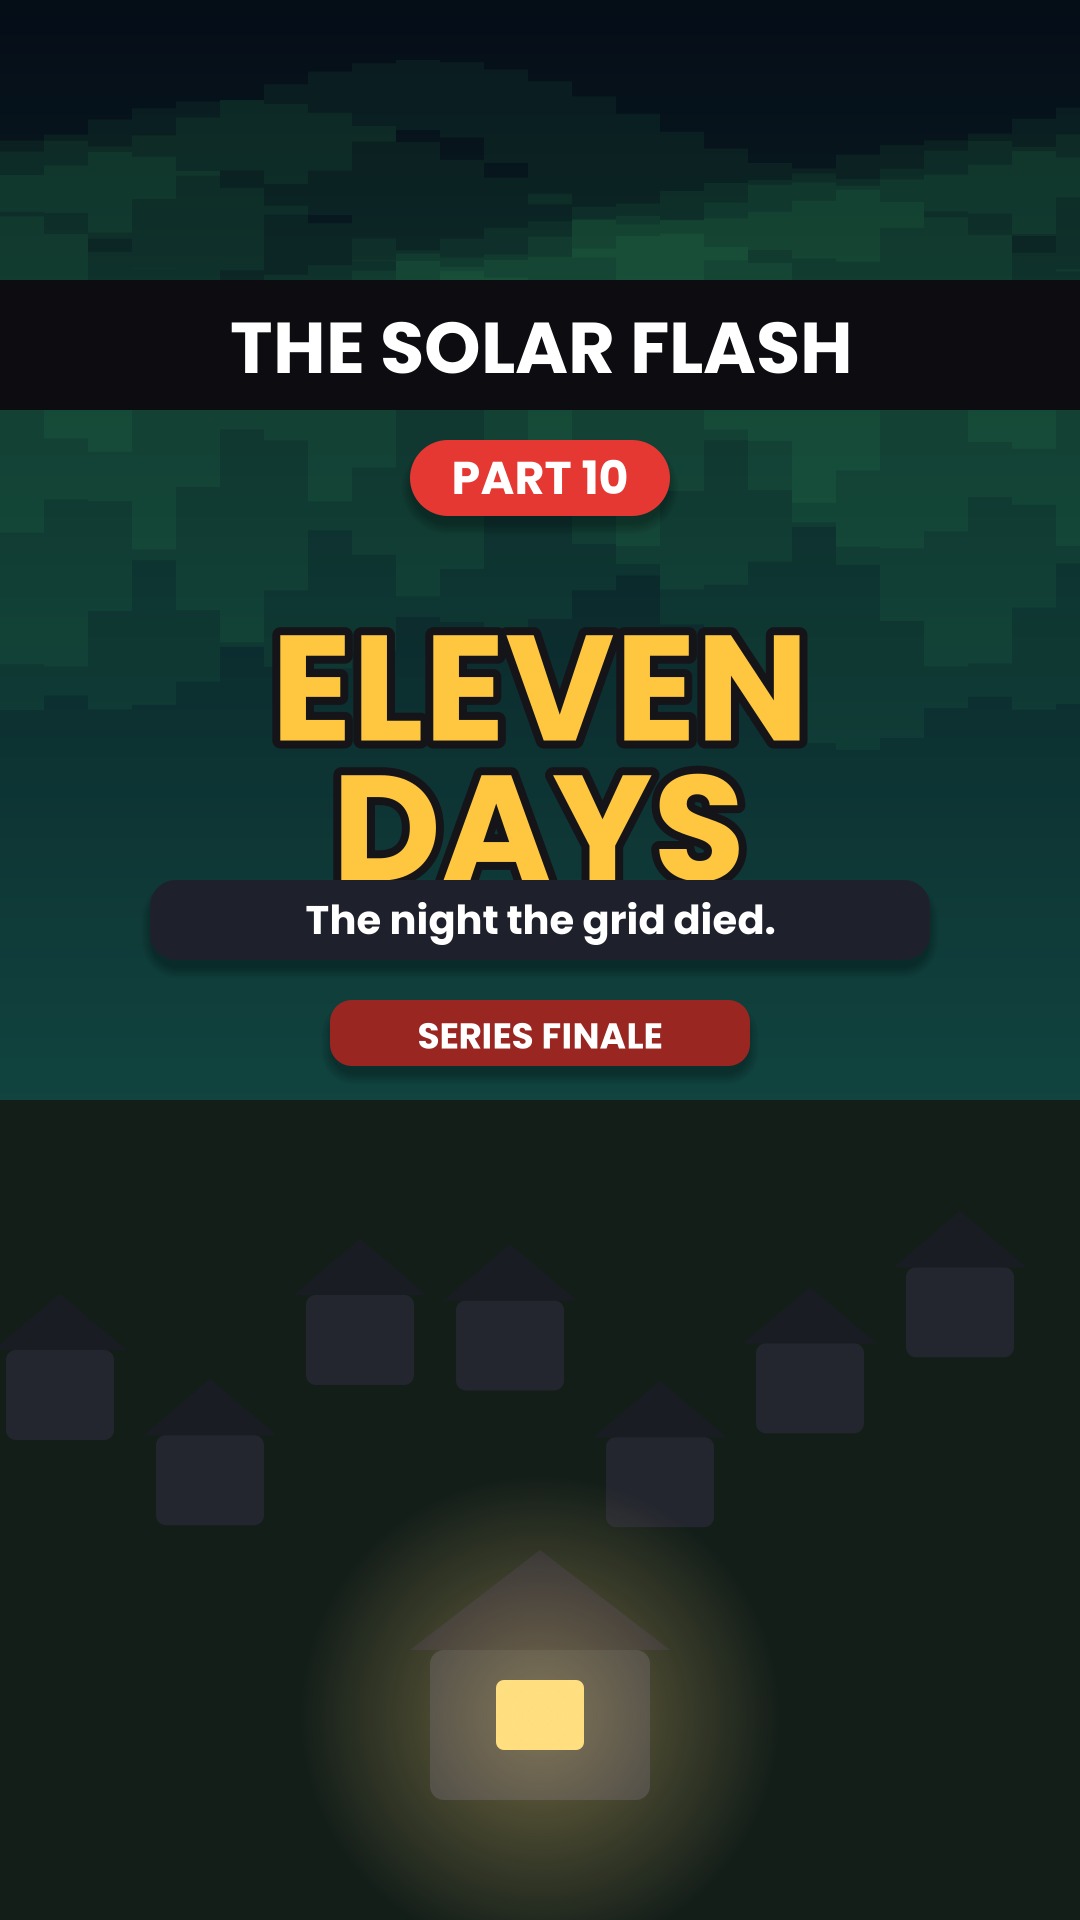 THE SOLAR FLASH
PART 10
ELEVEN
DAYS
The night the grid died.
SERIES FINALE